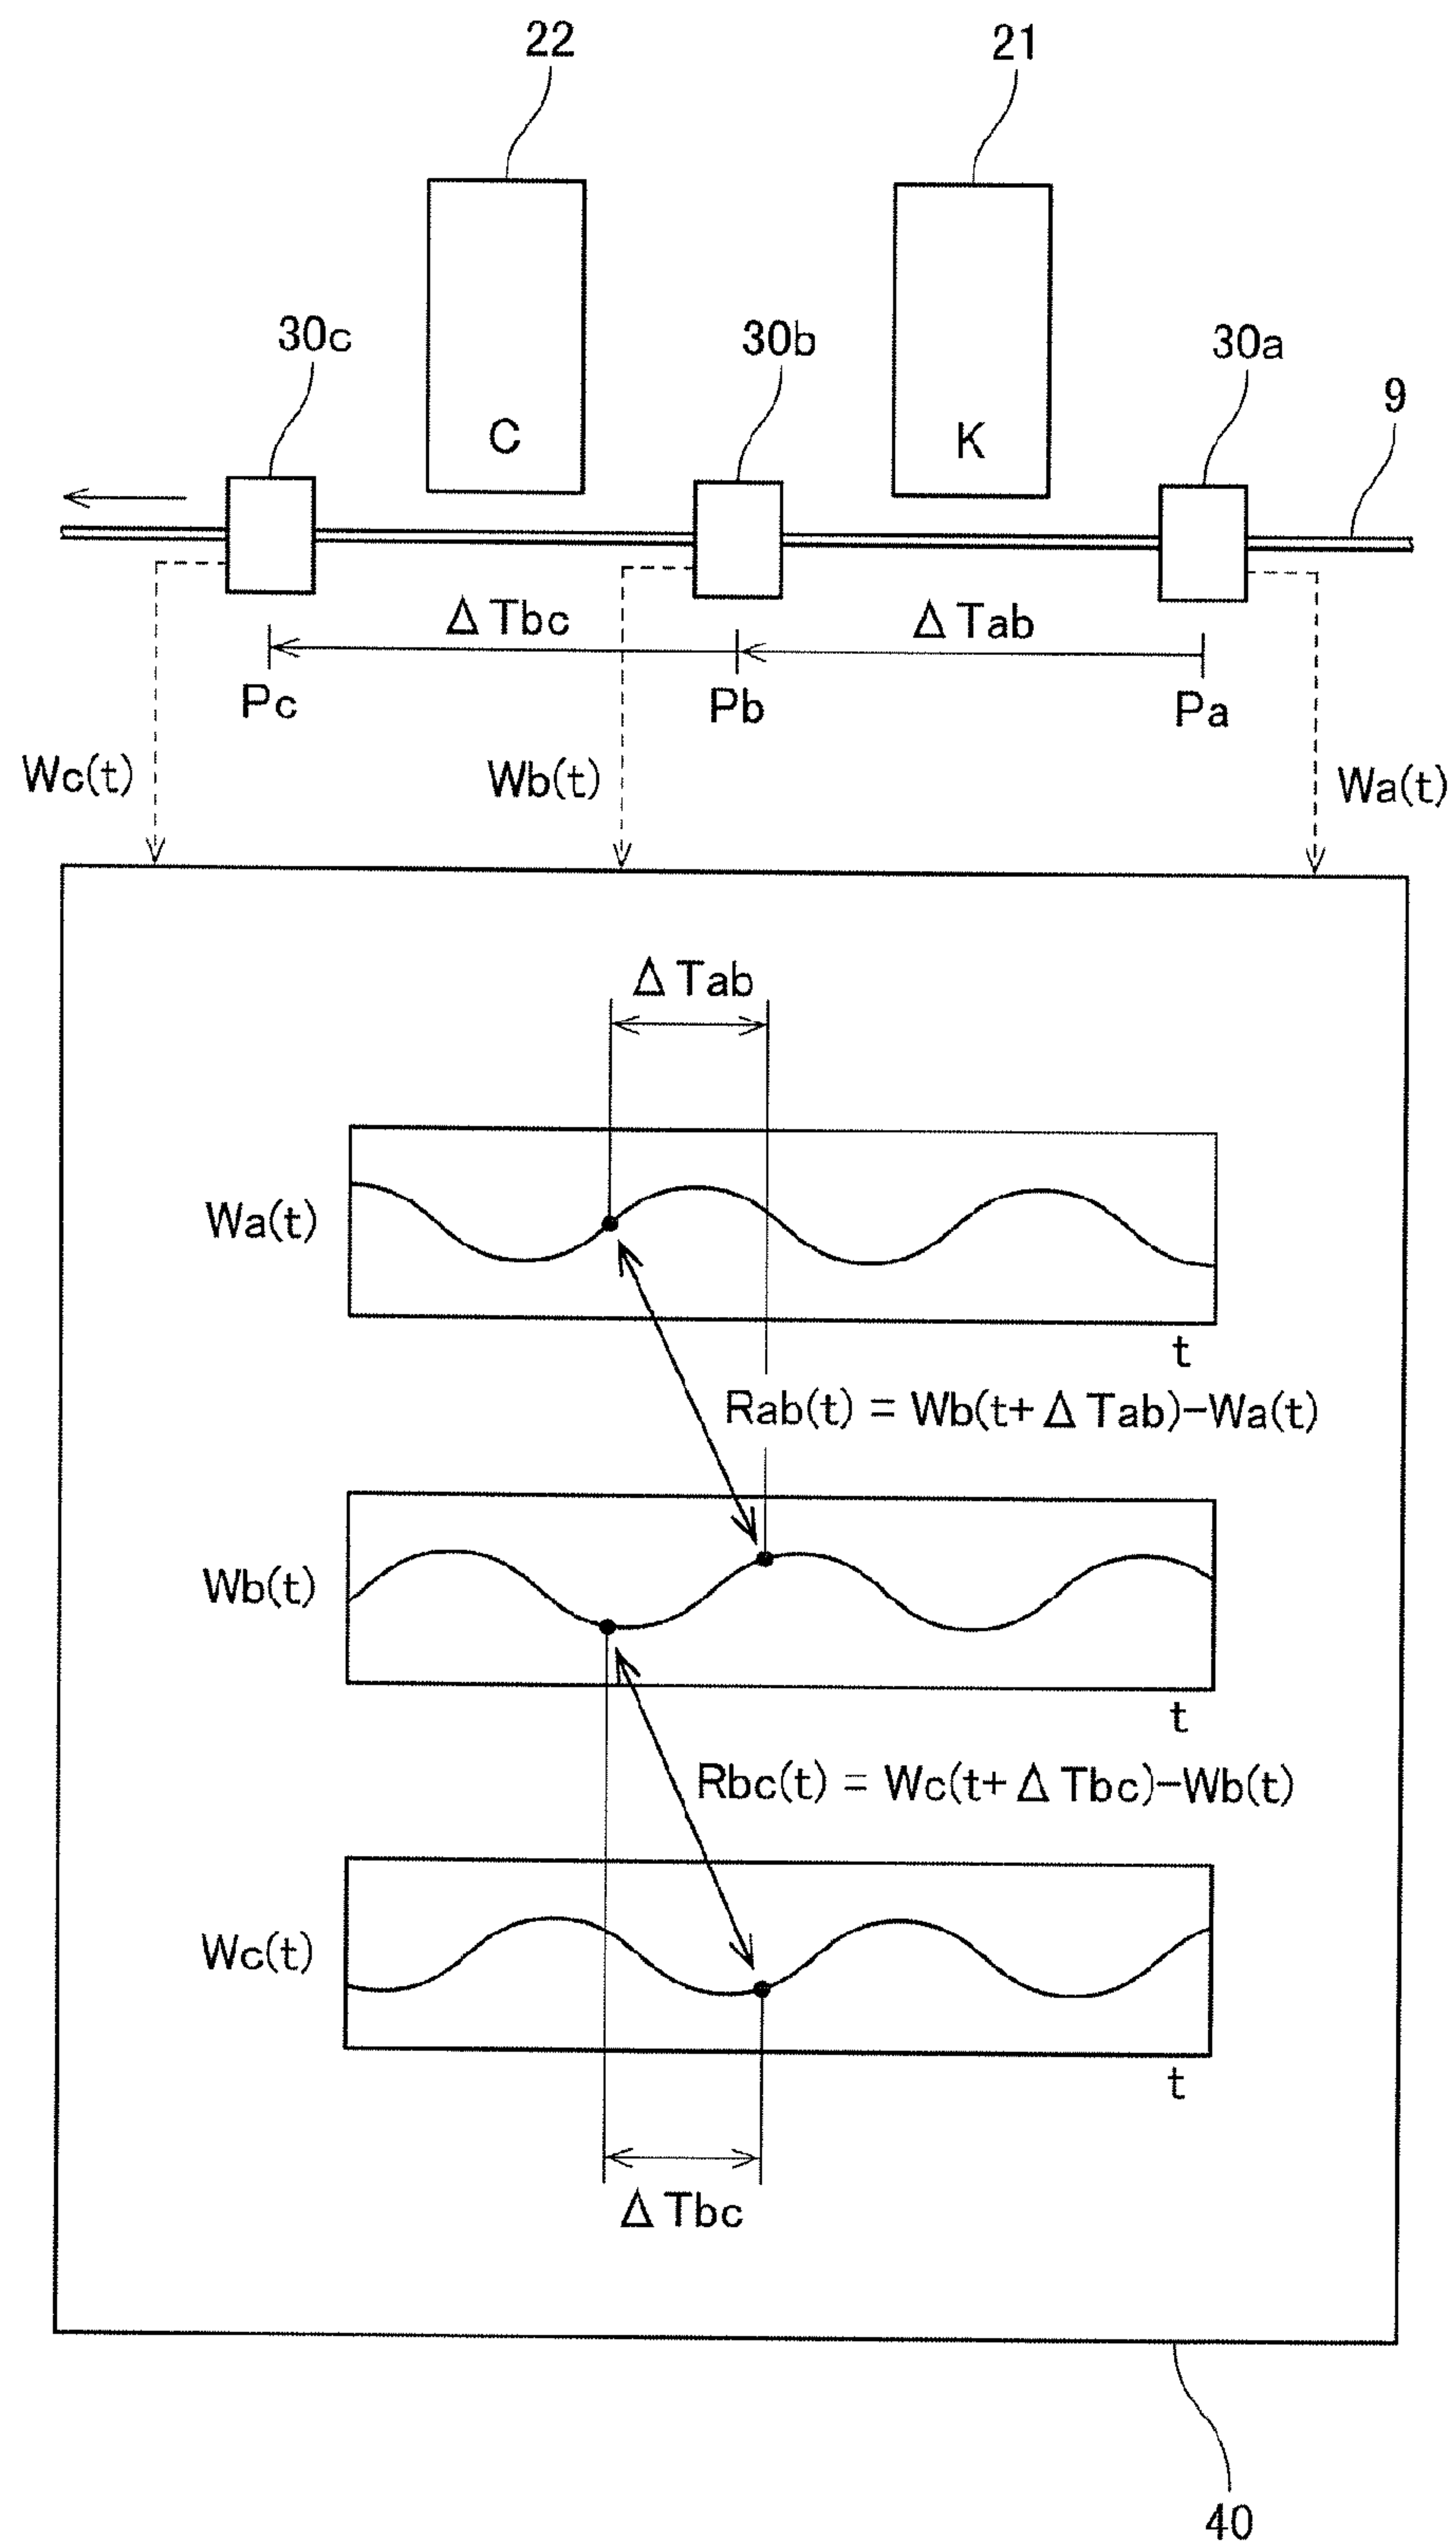 22
21
30c
30b
30a
9
C
K
ΔTbc
ΔTab
Pc
Pb
Pa
Wc(t)
Wb(t)
Wa(t)
ΔTab
Wa(t)
t
Rab(t) = Wb(t+ΔTab)-Wa(t)
Wb(t)
t
Rbc(t) = Wc(t+ΔTbc)-Wb(t)
Wc(t)
t
ΔTbc
40